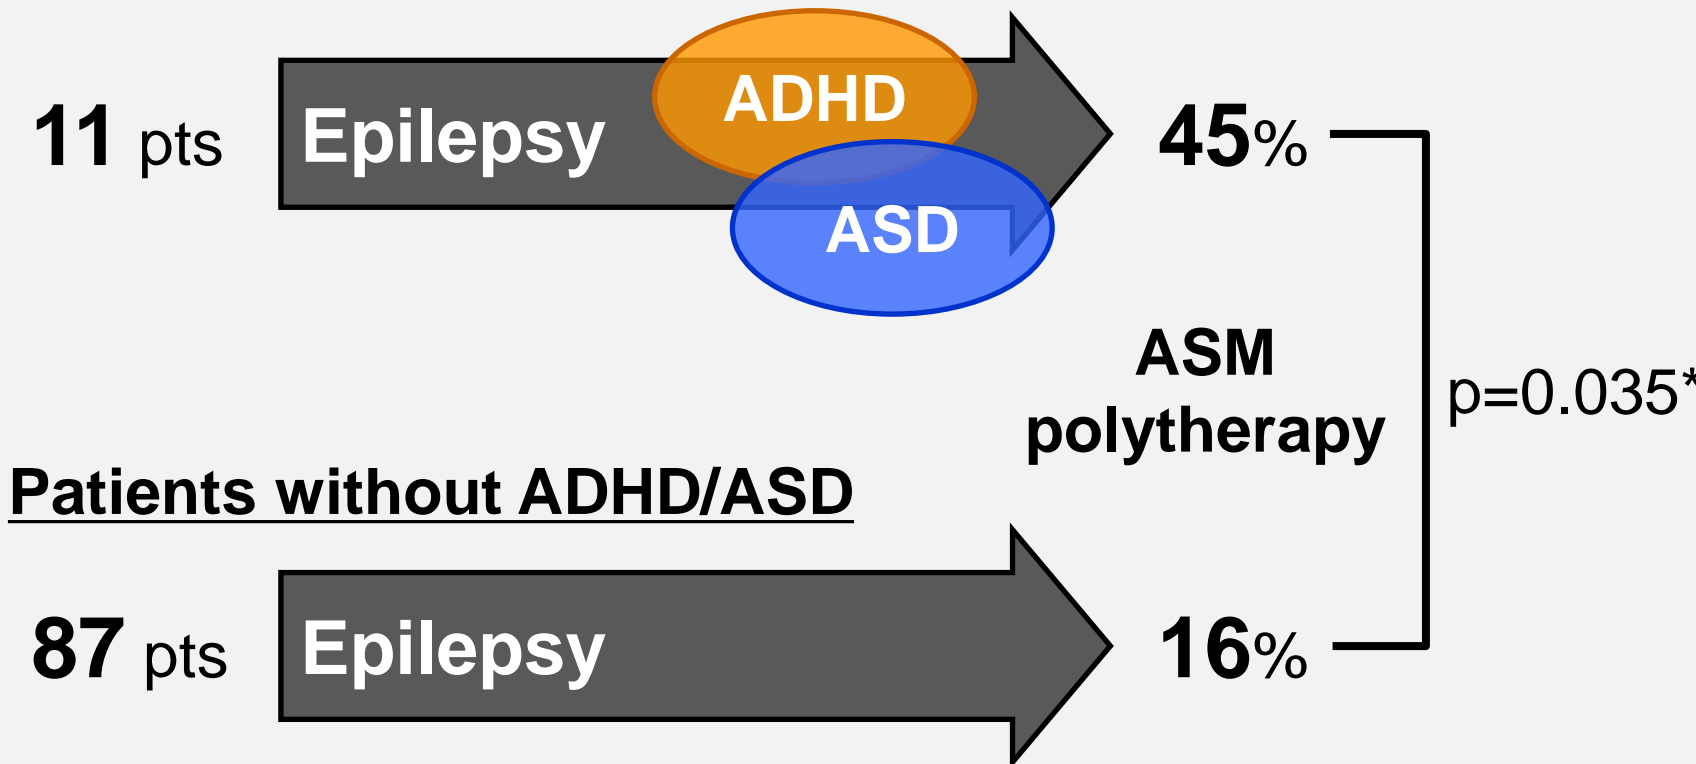 11 pts
Epilepsy
ADHD
ASD
45%
ASM
polytherapy
p=0.035*
Patients without ADHD/ASD
87 pts
Epilepsy
16%